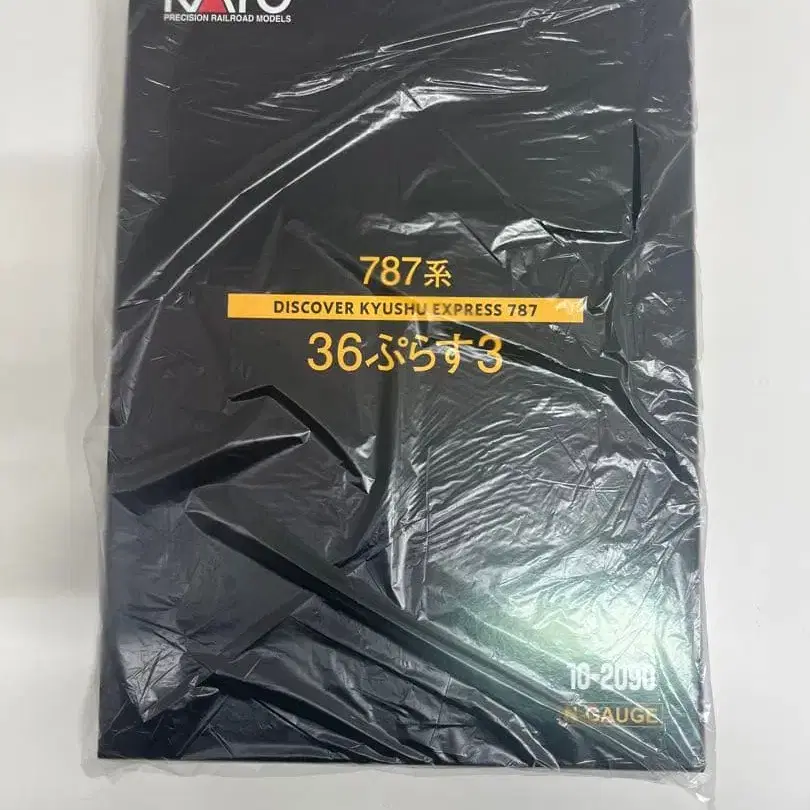 KATO
PRECISION RAILROAD MODELS
787系
DISCOVER KYUSHU EXPRESS 787
36ぷらす3
10-2090
N-GAUGE